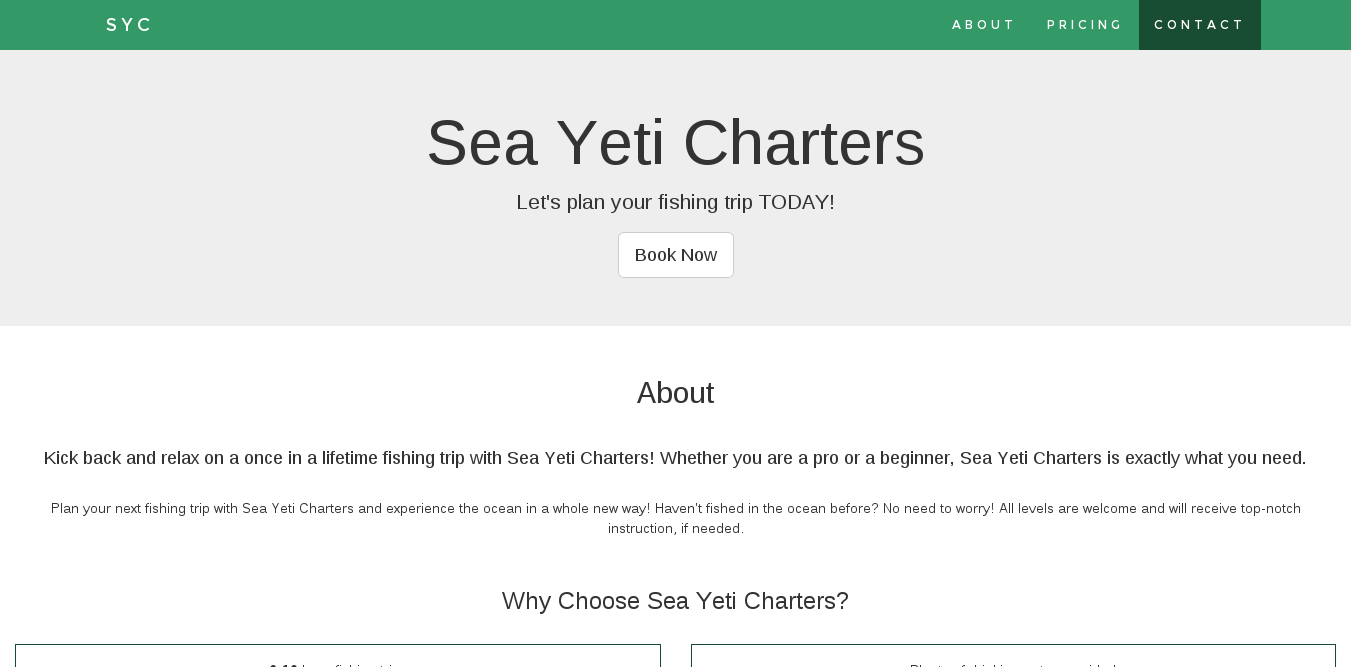 SYC
ABOUT PRICING CONTACT
Sea Yeti Charters
Let's plan your fishing trip TODAY!
Book Now
About
Kick back and relax on a once in a lifetime fishing trip with Sea Yeti Charters! Whether you are a pro or a beginner, Sea Yeti Charters is exactly what you need.
Plan your next fishing trip with Sea Yeti Charters and experience the ocean in a whole new way! Haven't fished in the ocean before? No need to worry! All levels are welcome and will receive top-notch
instruction, if needed.
Why Choose Sea Yeti Charters?